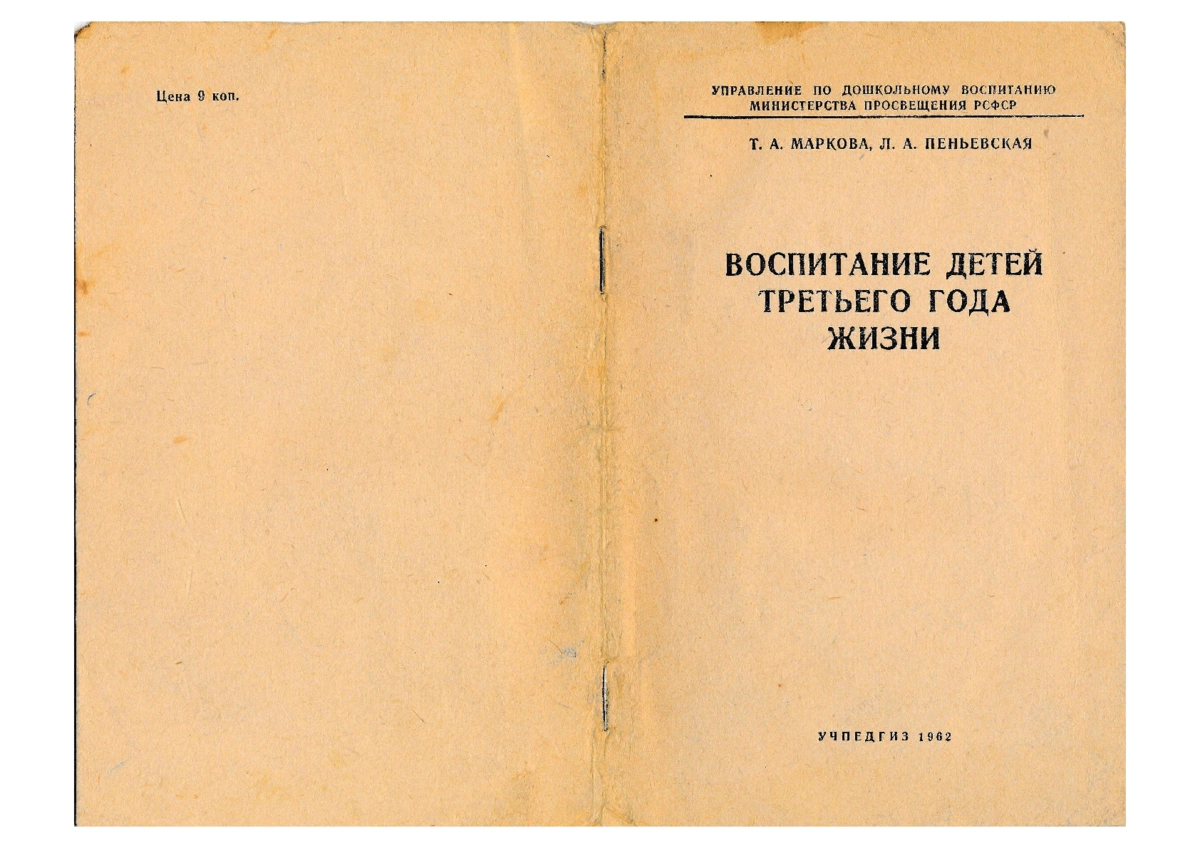 Цена 9 коп.
УПРАВЛЕНИЕ ПО ДОШКОЛЬНОМУ ВОСПИТАНИЮ
МИНИСТЕРСТВА ПРОСВЕЩЕНИЯ РСФСР
Т. А. МАРКОВА, Л. А. ПЕНЬЕВСКАЯ
ВОСПИТАНИЕ ДЕТЕЙ
ТРЕТЬЕГО ГОДА
ЖИЗНИ
УЧПЕДГИЗ 1962